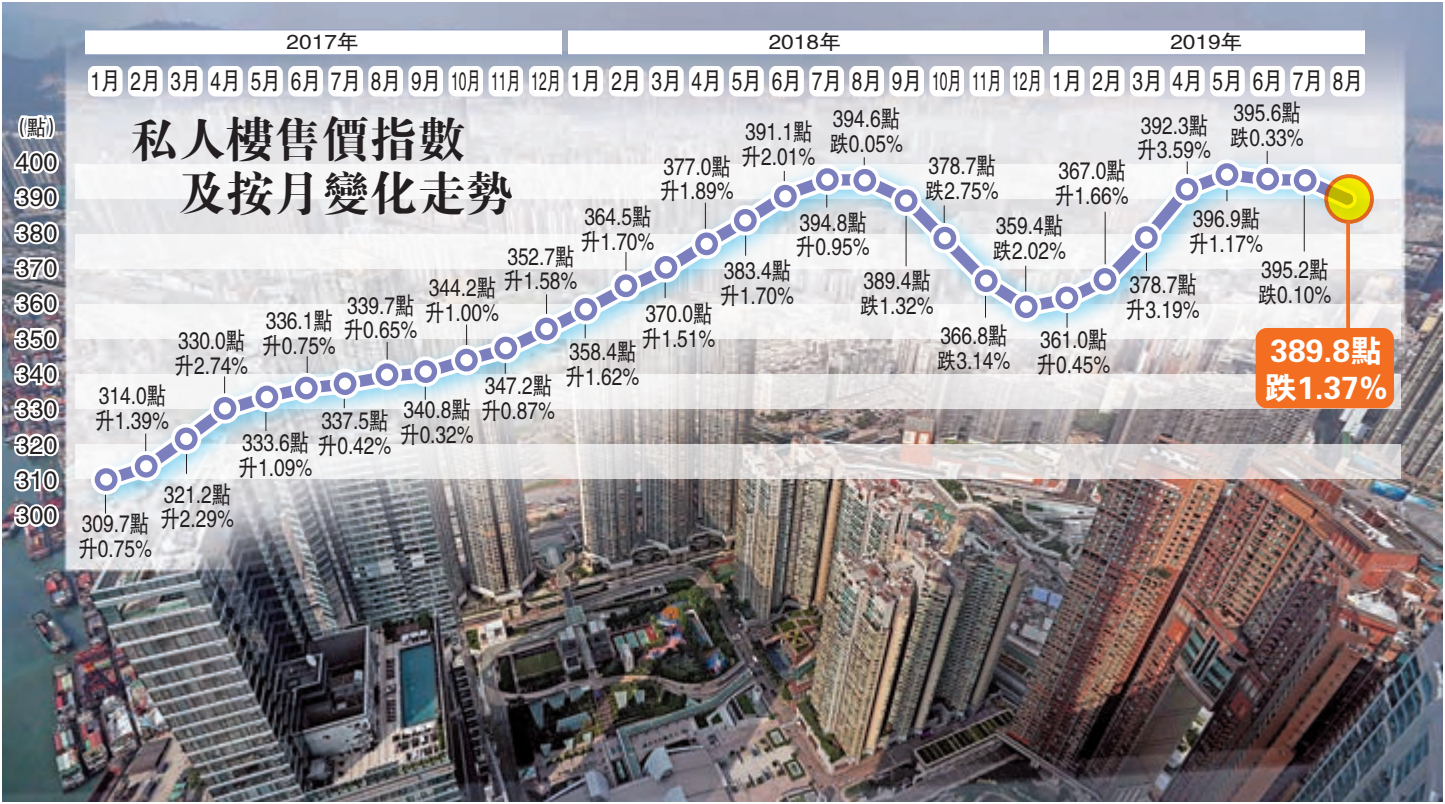 2017年
2018年
2019年
1月 2月 3月 4月 5月 6月 7月 8月 9月 10月 11月 12月 1月 2月 3月 4月 5月 6月 7月 8月 9月 10月 11月 12月 1月 2月 3月 4月 5月 6月 7月 8月
私人樓售價指數
及按月變化走勢
(點)
400
390
380
370
360
350
340
330
320
310
300
309.7點
升0.75%
314.0點
升1.39%
321.2點
升2.29%
330.0點
升2.74%
333.6點
升1.09%
336.1點
升0.75%
337.5點
升0.42%
339.7點
升0.65%
340.8點
升0.32%
344.2點
升1.00%
347.2點
升0.87%
352.7點
升1.58%
358.4點
升1.62%
364.5點
升1.70%
370.0點
升1.51%
377.0點
升1.89%
383.4點
升1.70%
391.1點
升2.01%
394.8點
升0.95%
394.6點
跌0.05%
389.4點
跌1.32%
378.7點
跌2.75%
366.8點
跌3.14%
359.4點
跌2.02%
361.0點
升0.45%
367.0點
升1.66%
378.7點
升3.19%
392.3點
升3.59%
396.9點
升1.17%
395.6點
跌0.33%
395.2點
跌0.10%
389.8點
跌1.37%